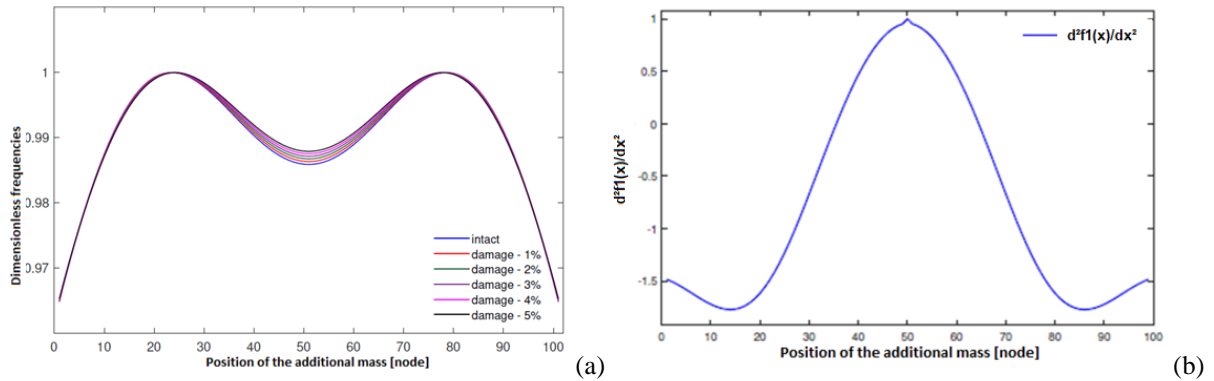 Dimensionless frequencies
1
0.99
0.98
0.97
intact
damage - 1%
damage - 2%
damage - 3%
damage - 4%
damage - 5%
0 10 20 30 40 50 60 70 80 90 100
Position of the additional mass [node]
(a)
d²f1(x)/dx²
1
0.5
0
-0.5
1
-1.5
d²f1(x)/dx²
0 10 20 30 40 50 60 70 80 90 100
Position of the additional mass [node]
(b)